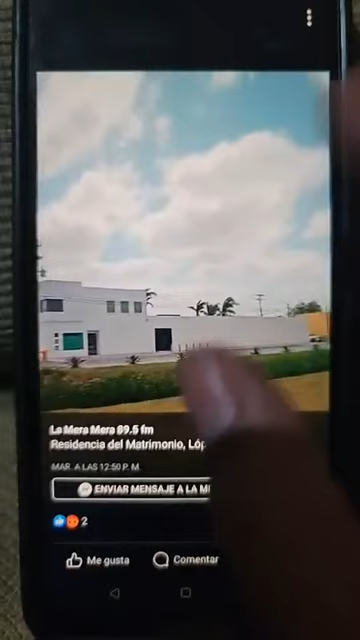 La Mera Mera 89.5 fm
Residencia del Matrimonio, Lóp
MAR. A LAS 12:50 P. M.
ENVIAR MENSAJE A LA
2
Me gusta
Comentar